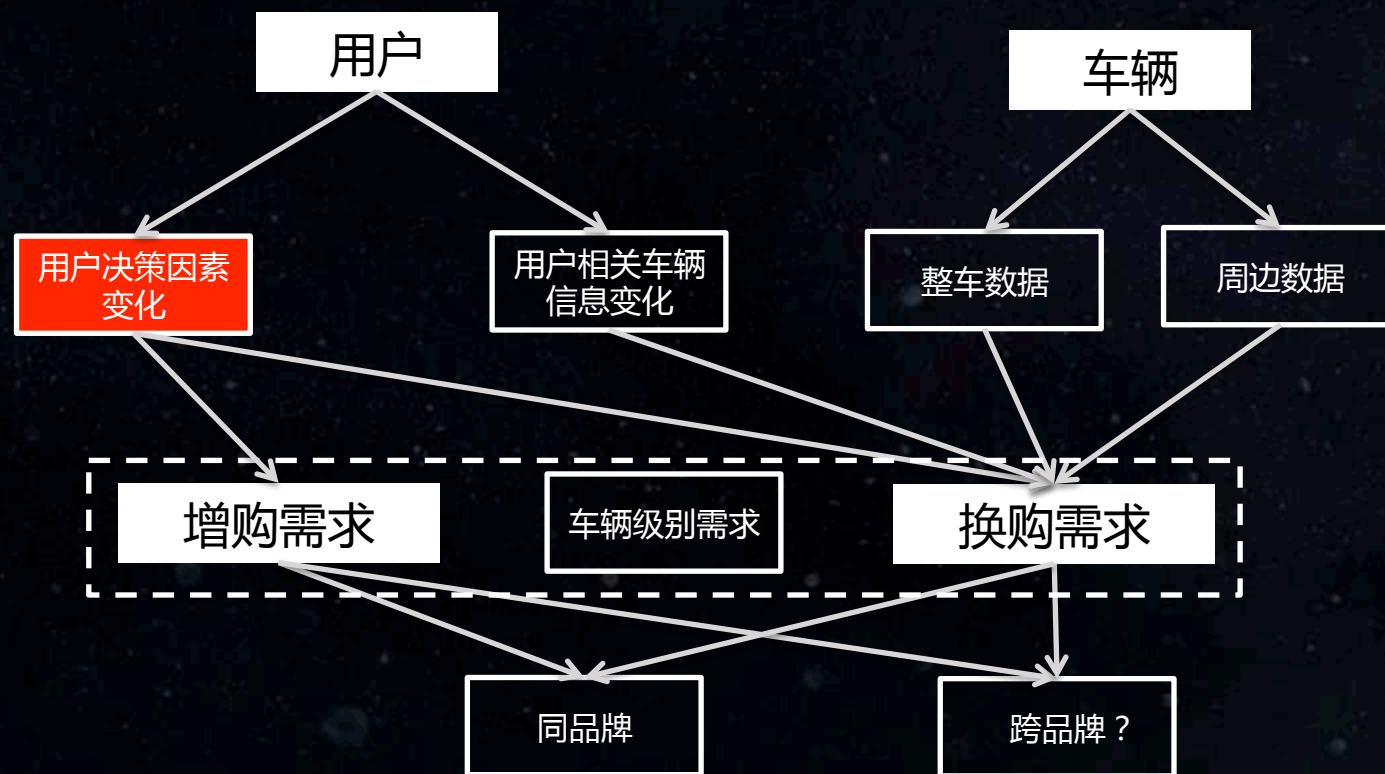 用户
车辆
用户决策因素
变化
用户相关车辆
信息变化
整车数据
周边数据
增购需求
车辆级别需求
换购需求
同品牌
跨品牌？